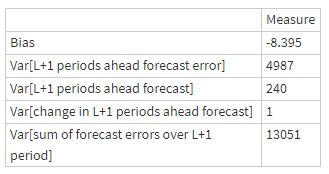 Measure
Bias -8.395
Var[L+1 periods ahead forecast error] 4987
Var[L+1 periods ahead forecast] 240
Var[change in L+1 periods ahead forecast] 1
Var[sum of forecast errors over L+1 13051
period]